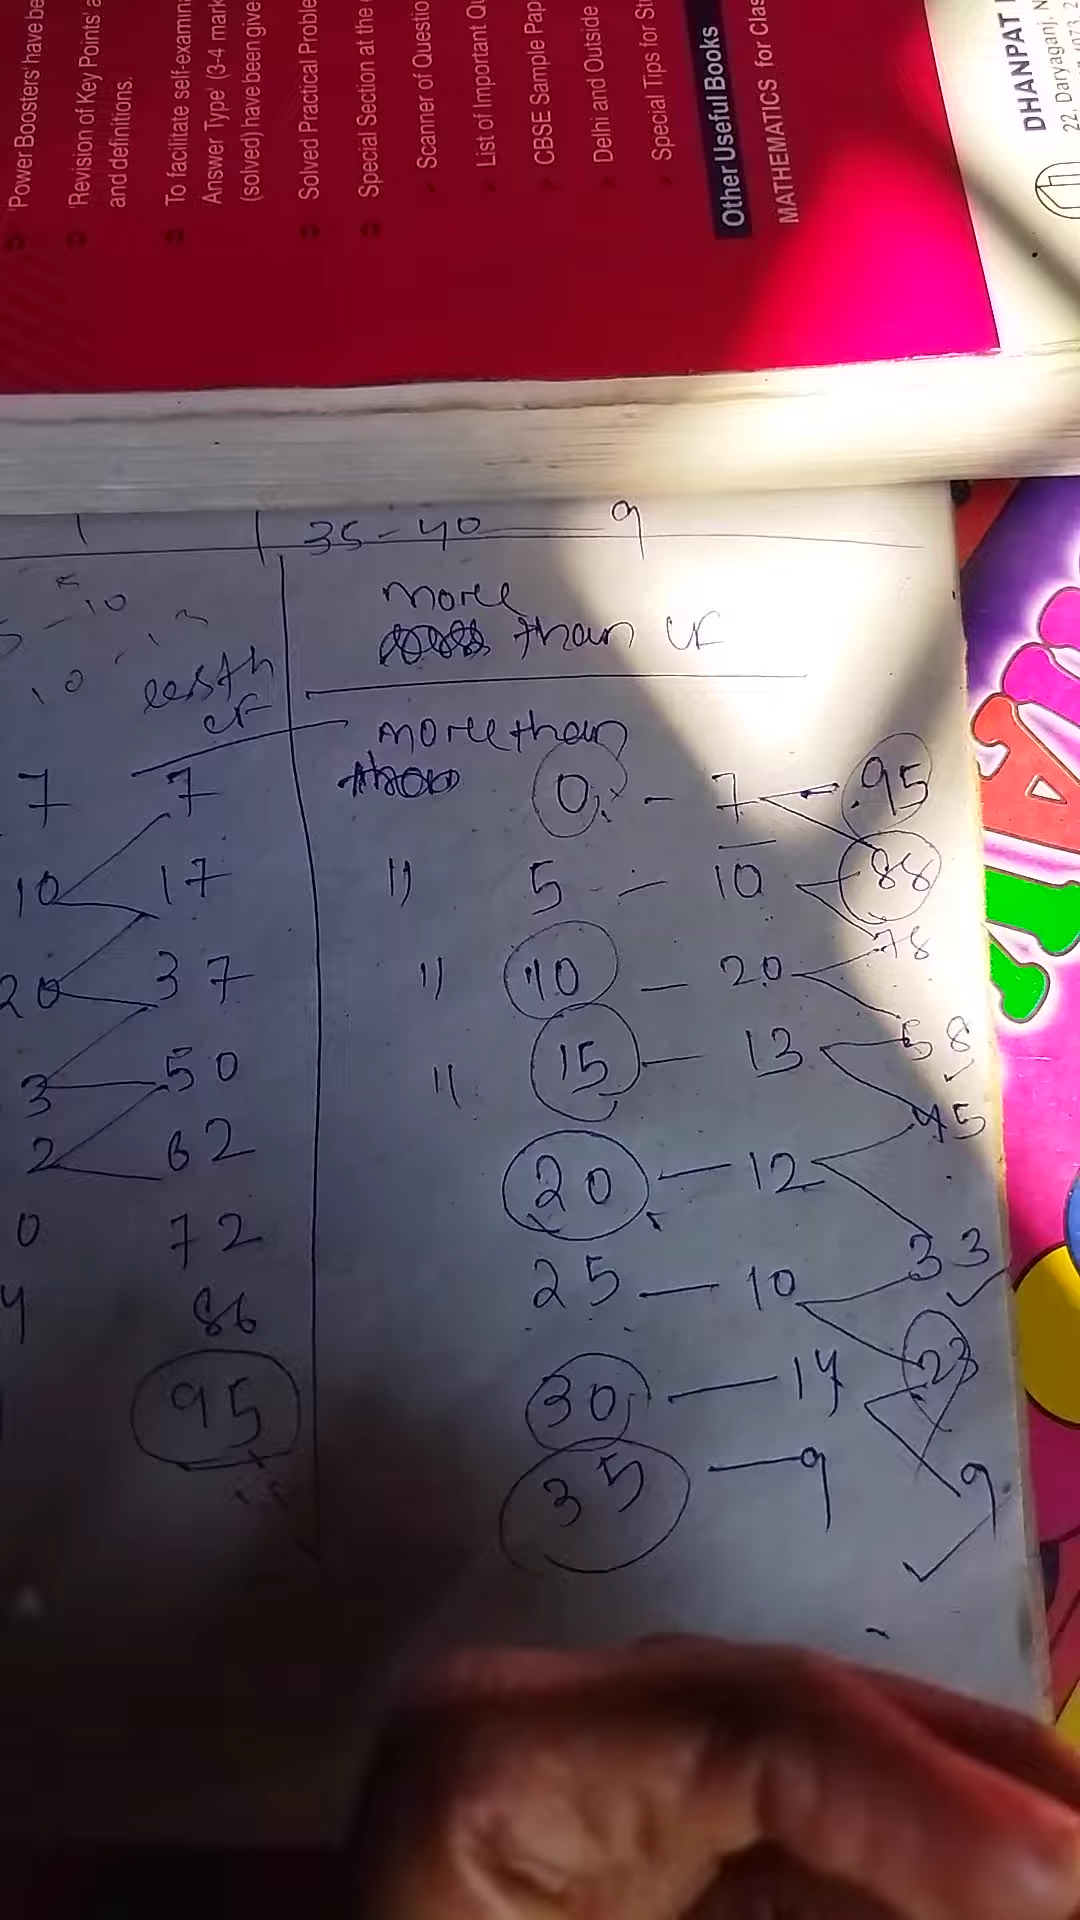 'Power Boosters' have be
'Revision of Key Points' a
and definitions.
To facilitate self-examin
Answer Type' (3-4 mark
(solved) have been give
Solved Practical Proble
Special Section at the
Scanner of Questio
List of Important Qu
CBSE Sample Pap
Delhi and Outside
Special Tips for St
Other Useful Books
MATHEMATICS for Clas
DHANPAT
22, Daryaganj, N
35-40 9
more
than CF
less th
CF
more than
7 7 0 - 7 - 95
10 17 11 5 - 10 88
78
20 37 11 10 - 20
3 50 11 15 - 13 58
45
2 62 20 - 12
0 72 33
25 - 10
4 86
23
95 30 - 14
35 - 9 9